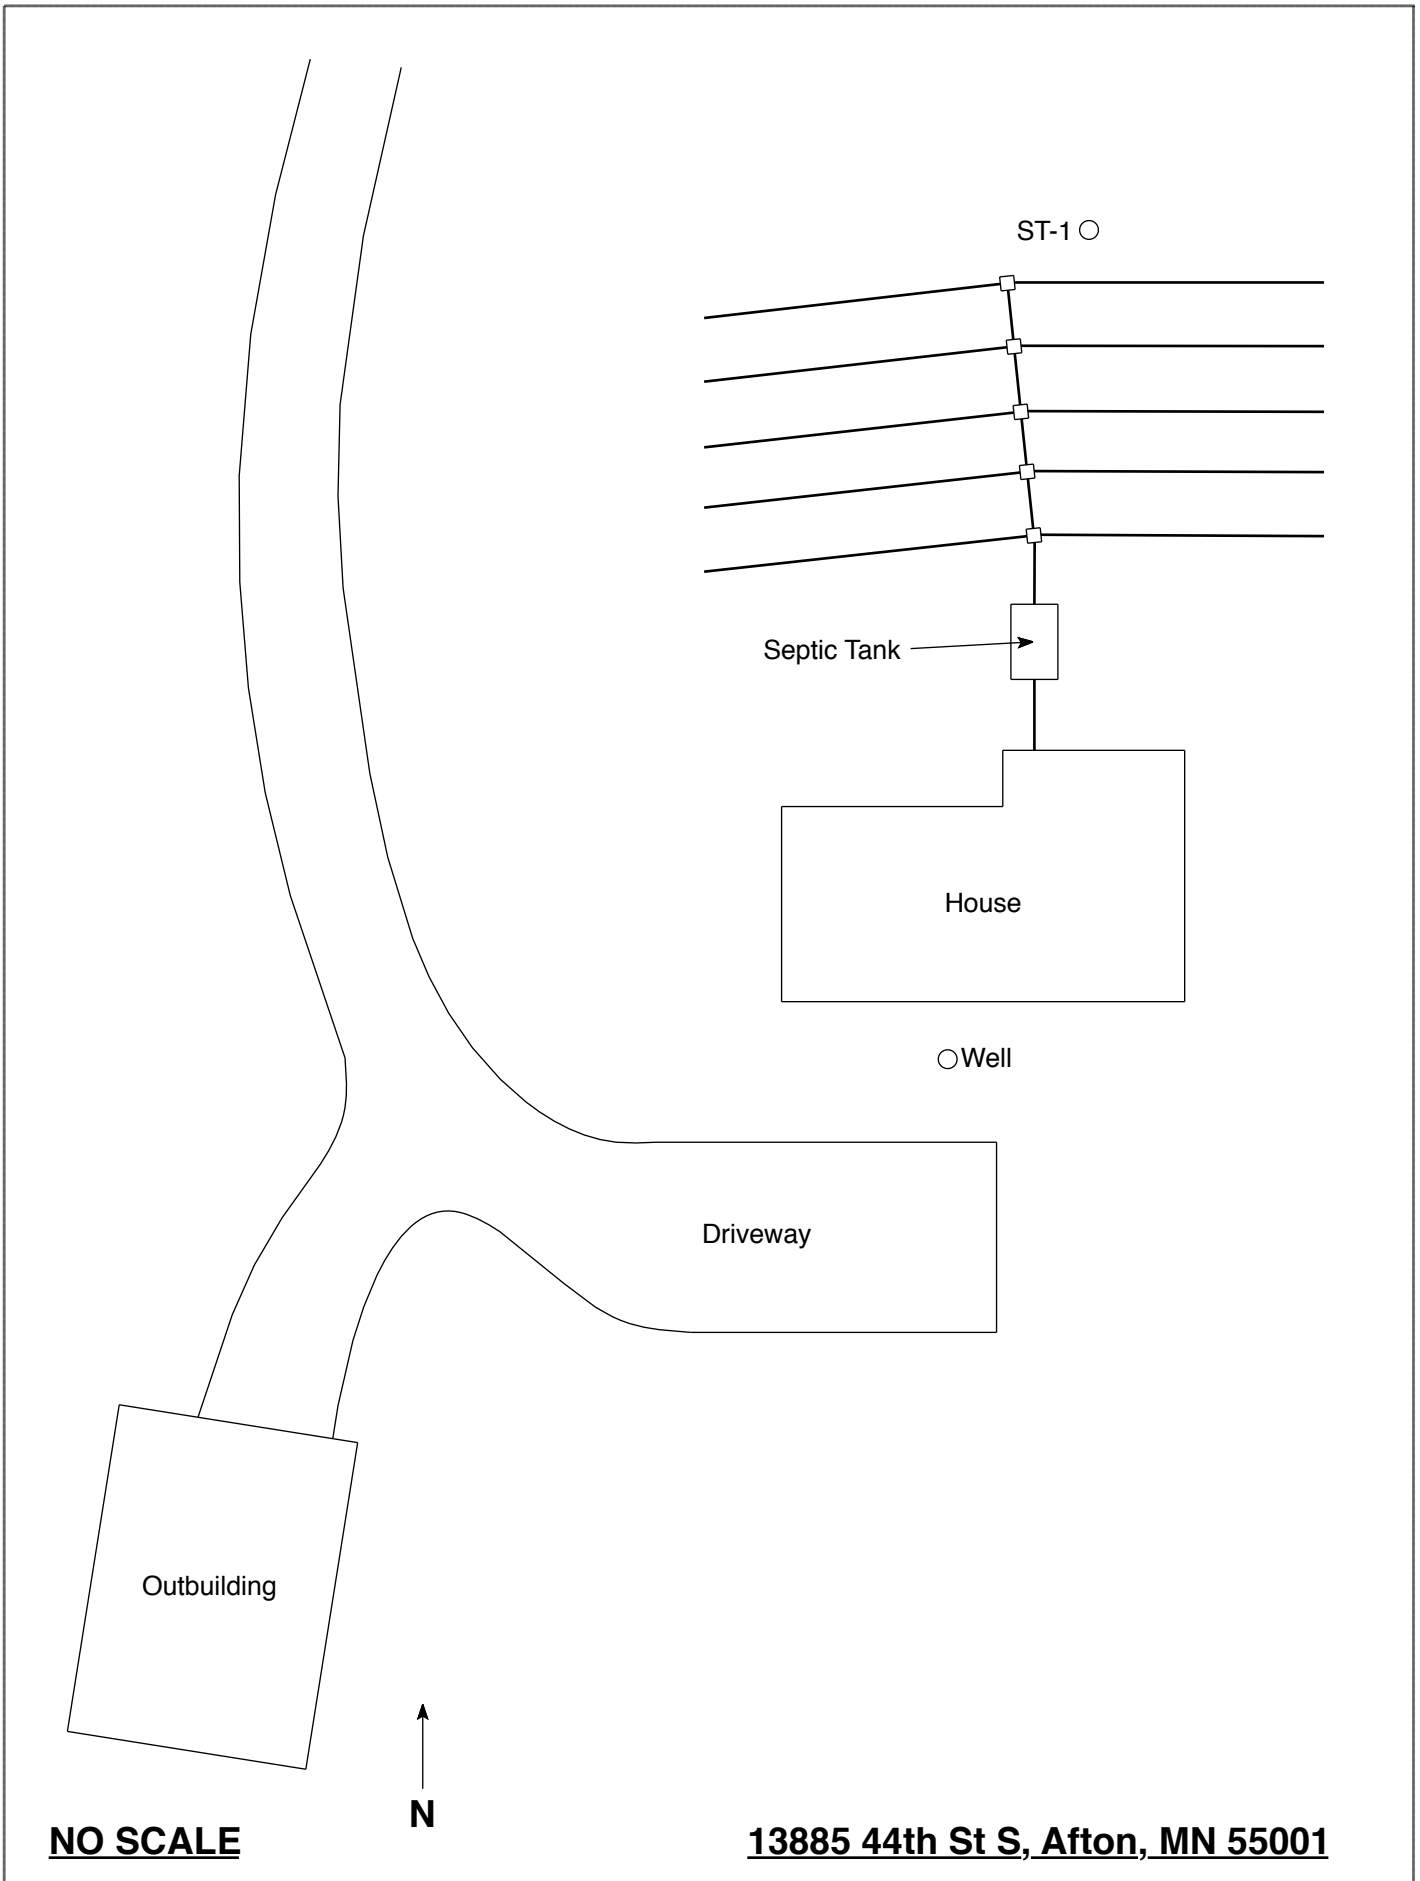 ST-1
Septic Tank
House
Well
Driveway
Outbuilding
N
NO SCALE
13885 44th St S, Afton, MN 55001